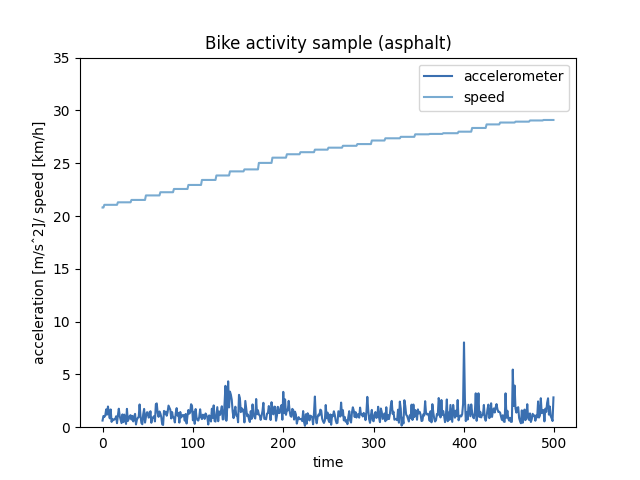 Bike activity sample (asphalt)
accelerometer
speed
35
30
25
20
15
10
5
0
acceleration [m/sˆ2]/ speed [km/h]
0 100 200 300 400 500
time